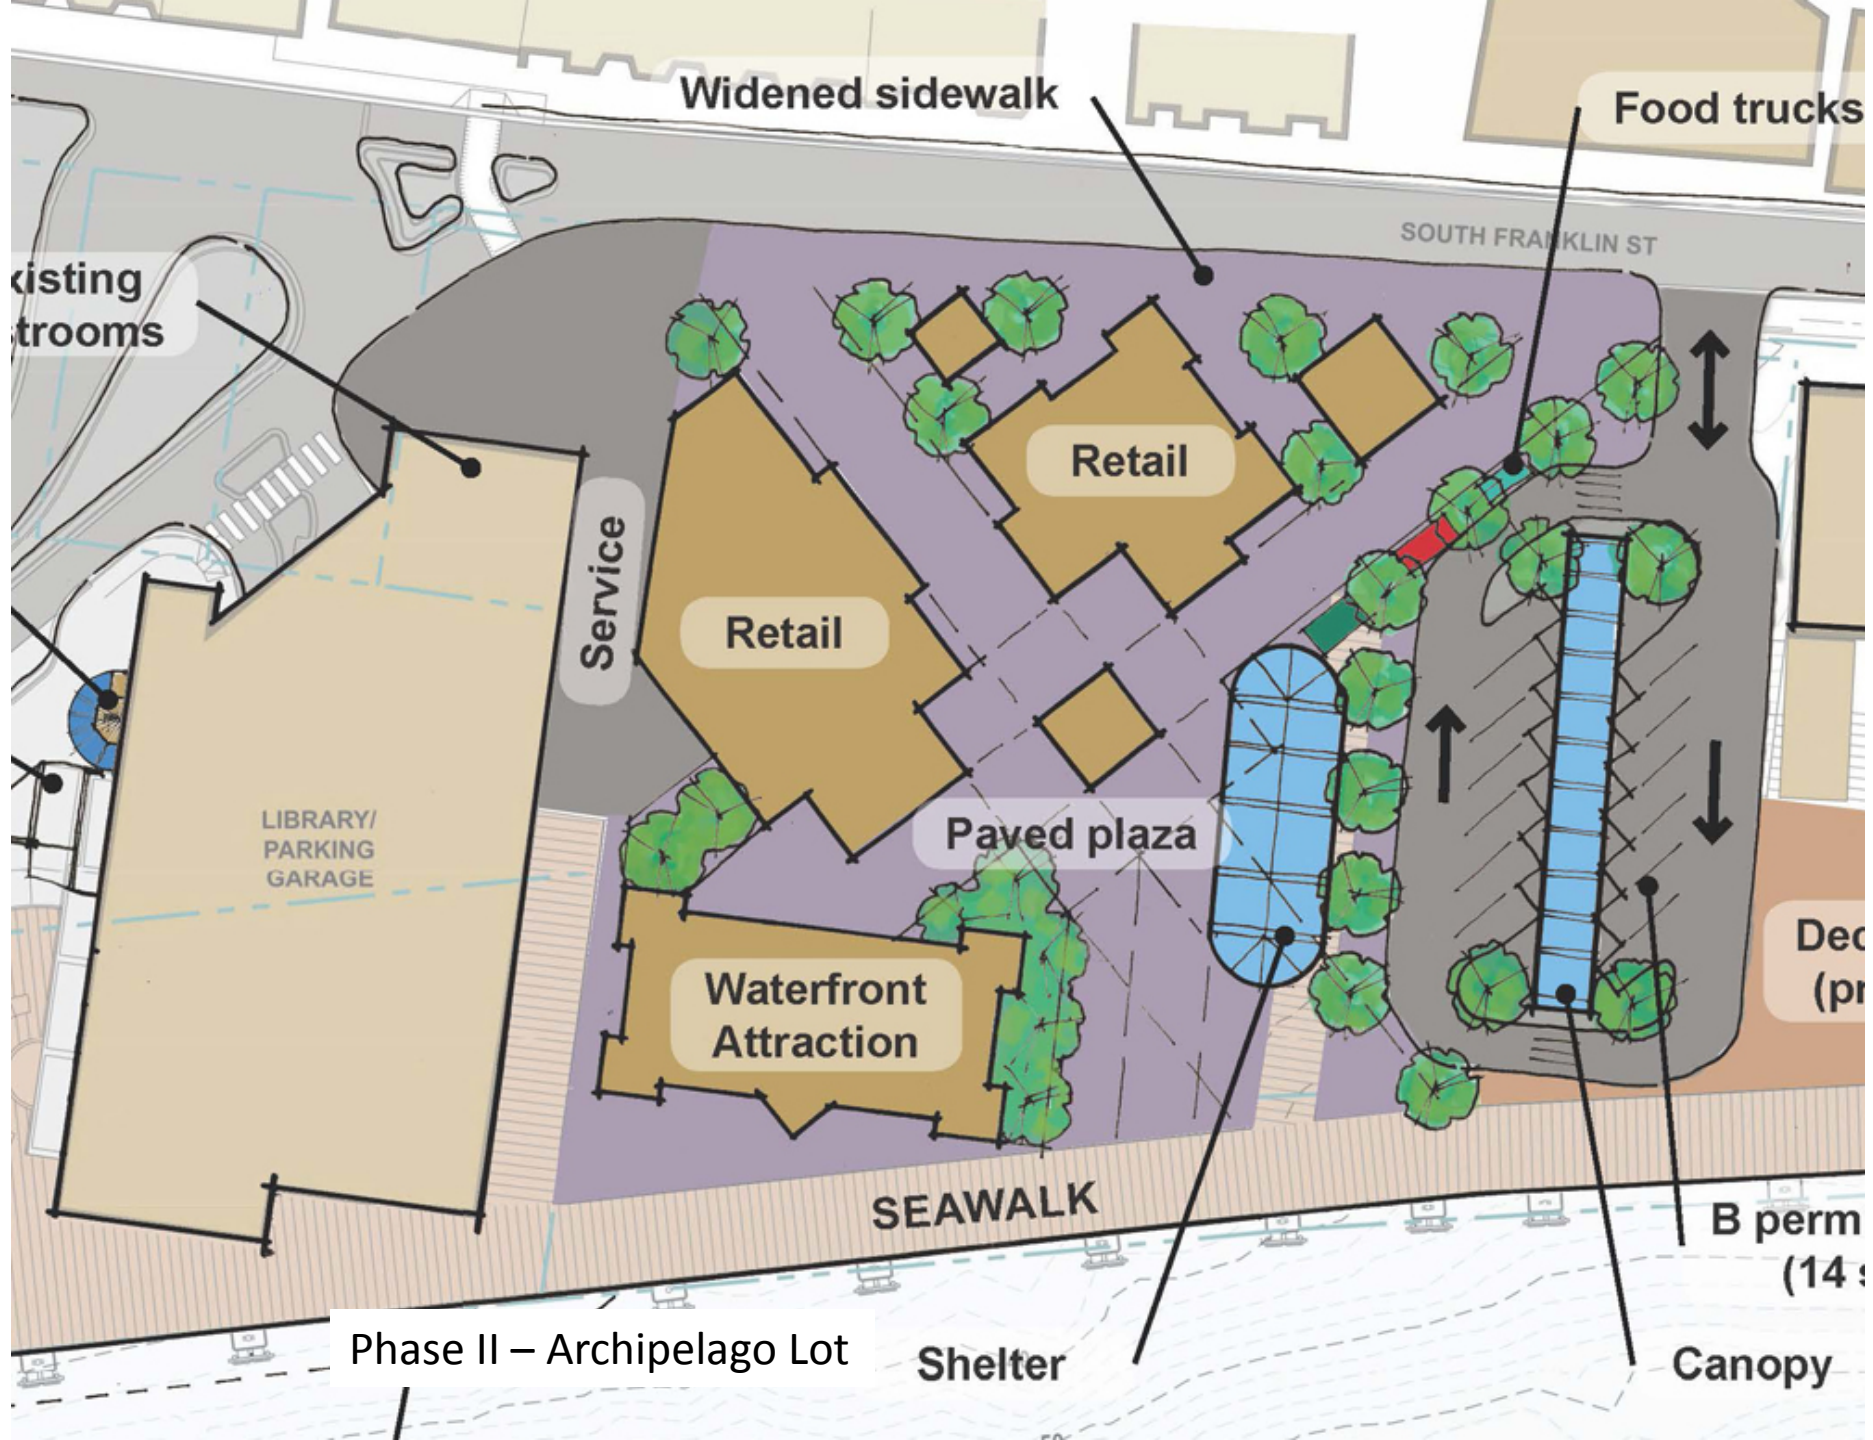 Widened sidewalk
Food trucks
SOUTH FRANKLIN ST
xisting
strooms
Retail
Service
Retail
LIBRARY/
PARKING
GARAGE
Paved plaza
Waterfront
Attraction
Dec
(pr
SEAWALK
B perm
(14 s
Phase II – Archipelago Lot
Shelter
Canopy